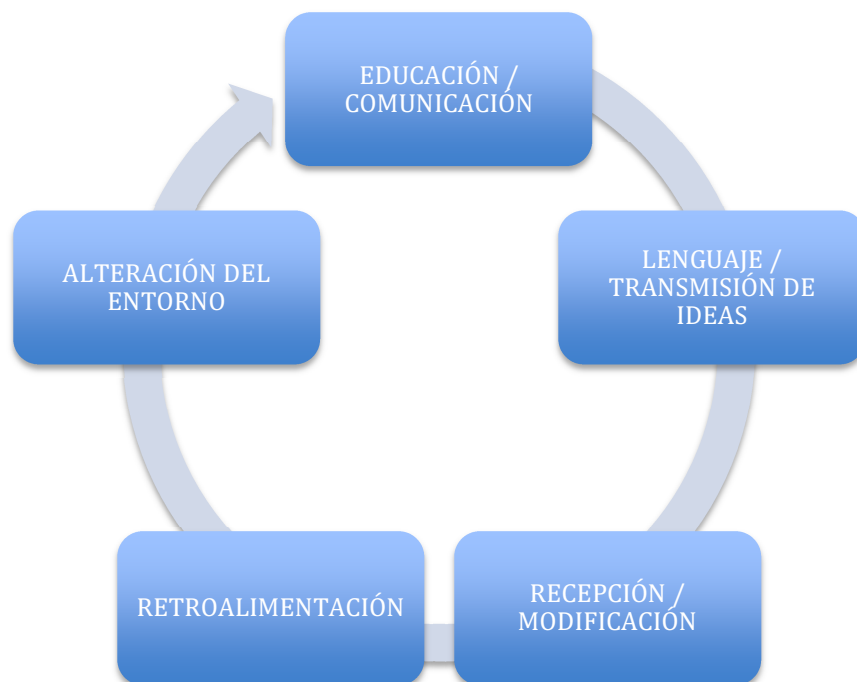 EDUCACIÓN /
COMUNICACIÓN
LENGUAJE /
TRANSMISIÓN DE
IDEAS
RECEPCIÓN /
MODIFICACIÓN
RETROALIMENTACIÓN
ALTERACIÓN DEL
ENTORNO